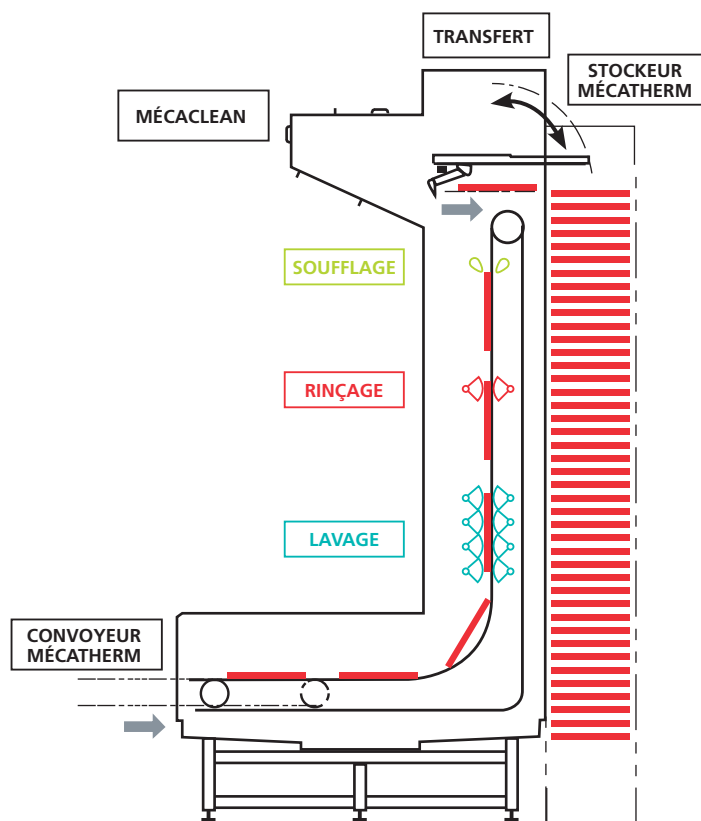 TRANSFERT
STOCKEUR
MÉCATHERM
MÉCACLEAN
SOUFFLAGE
RINÇAGE
LAVAGE
CONVOYEUR
MÉCATHERM